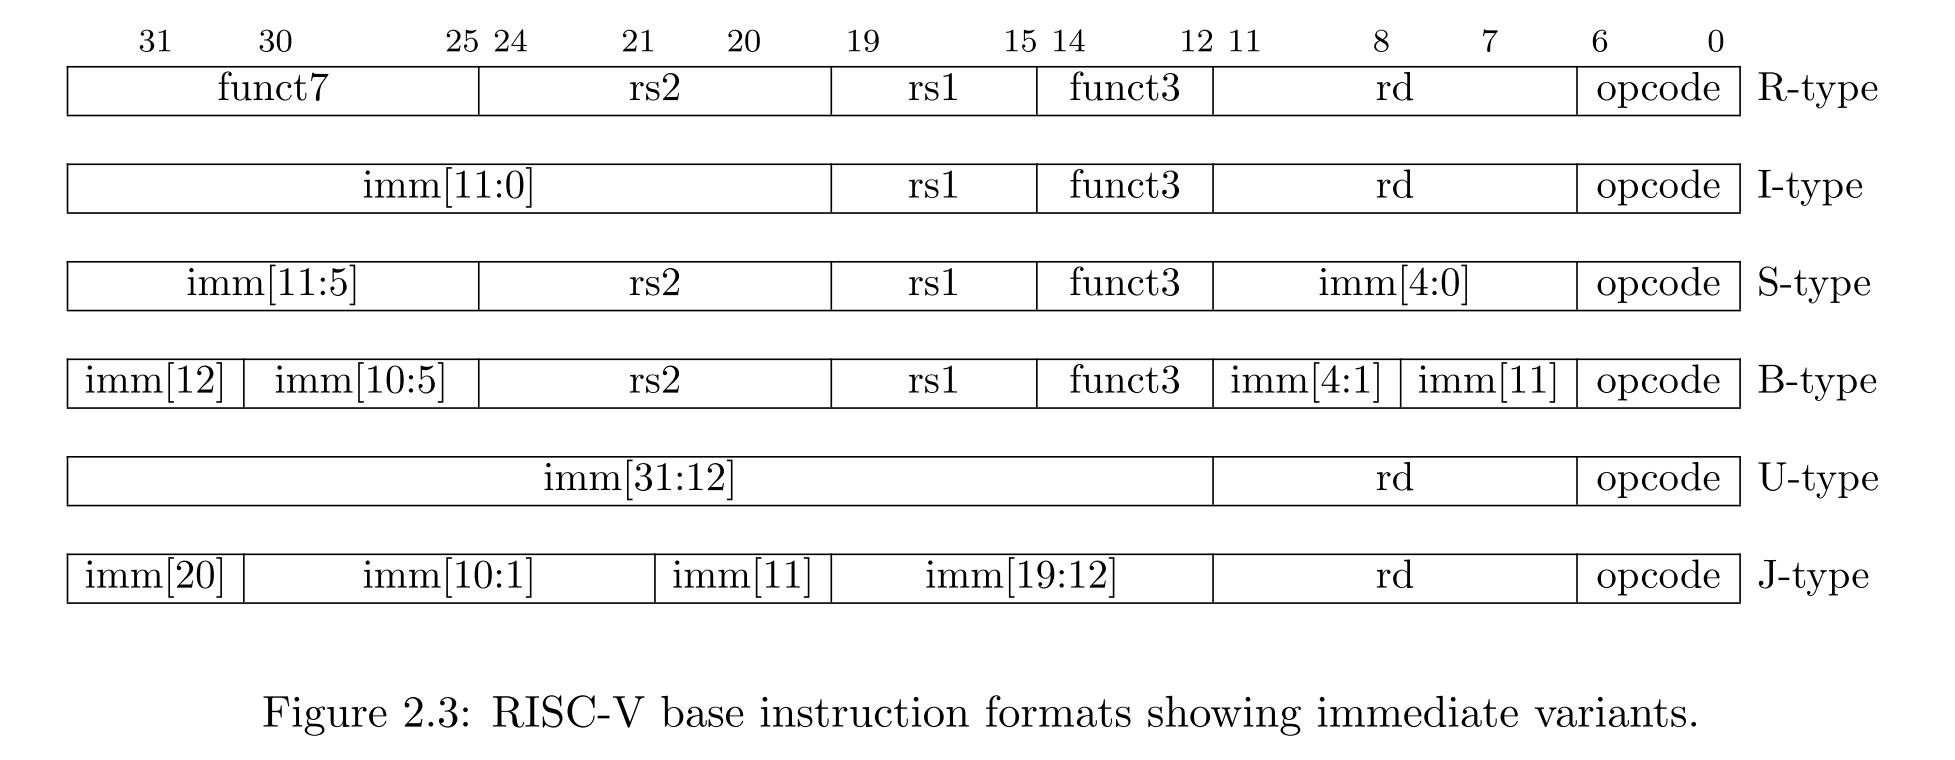 31 30 25 24 21 20 19 15 14 12 11 8 7 6 0
funct7 rs2 rs1 funct3 rd opcode R-type
imm[11:0] rs1 funct3 rd opcode I-type
imm[11:5] rs2 rs1 funct3 imm[4:0] opcode S-type
imm[12] imm[10:5] rs2 rs1 funct3 imm[4:1] imm[11] opcode B-type
imm[31:12] rd opcode U-type
imm[20] imm[10:1] imm[11] imm[19:12] rd opcode J-type
Figure 2.3: RISC-V base instruction formats showing immediate variants.